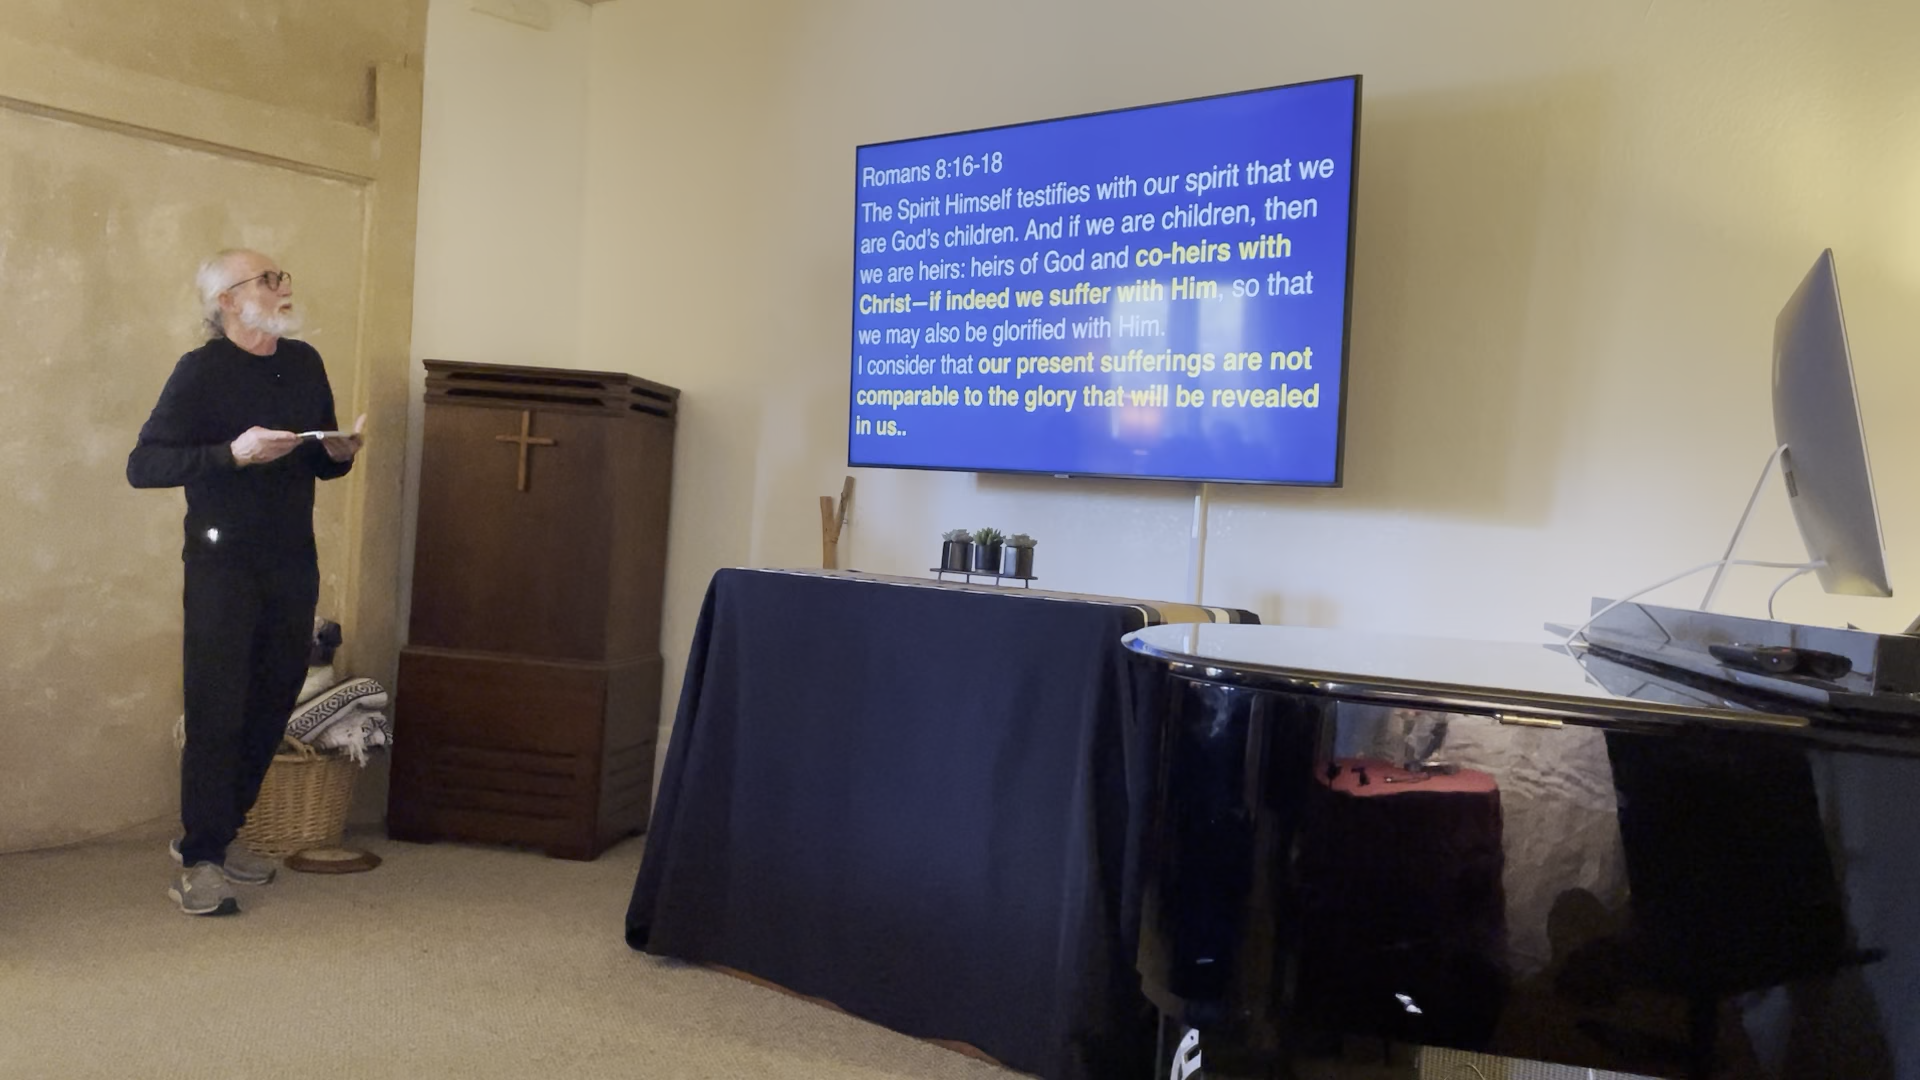 Romans 8:16-18
The Spirit Himself testifies with our spirit that we
are God's children. And if we are children, then
we are heirs: heirs of God and co-heirs with
Christ—if indeed we suffer with Him, so that
we may also be glorified with Him.
I consider that our present sufferings are not
comparable to the glory that will be revealed
in us..